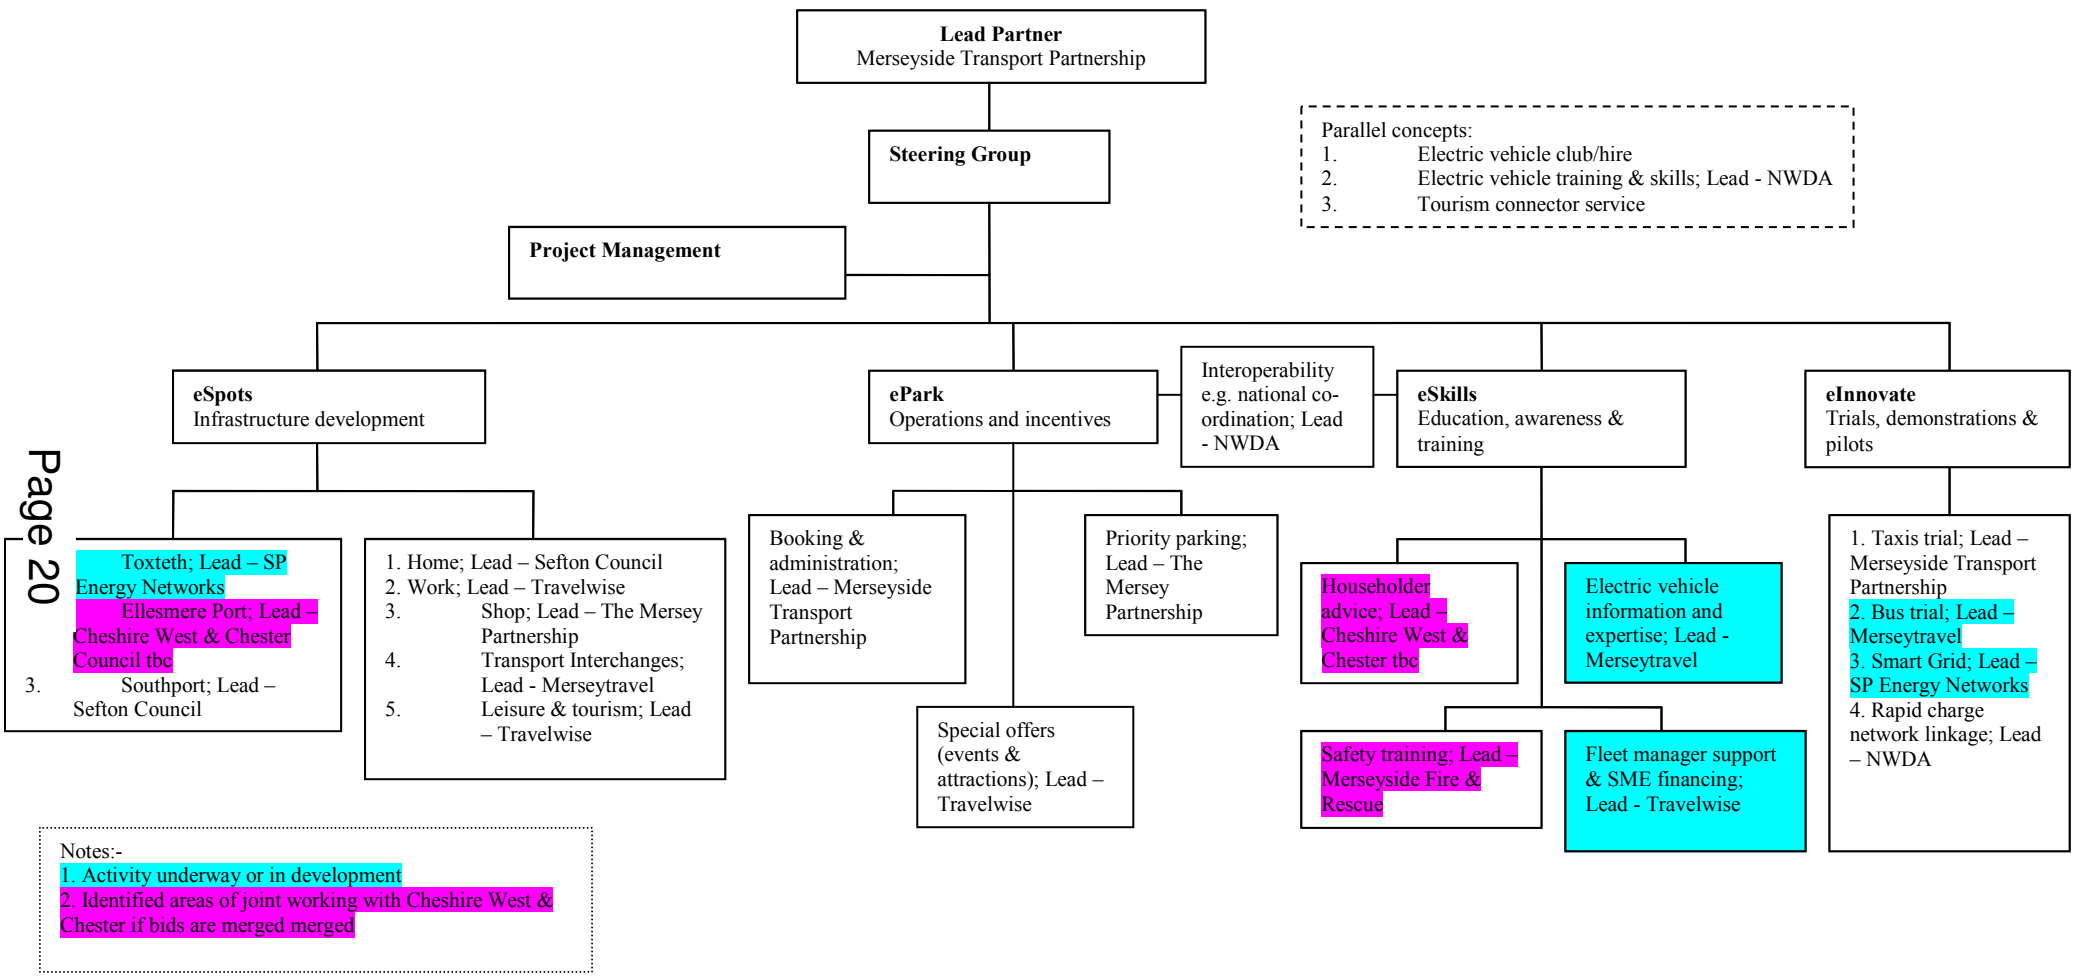 Lead Partner
Merseyside Transport Partnership
Steering Group
Parallel concepts:
1. Electric vehicle club/hire
2. Electric vehicle training & skills; Lead - NWDA
3. Tourism connector service
Project Management
eSpots
Infrastructure development
ePark
Operations and incentives
Interoperability
e.g. national co-
ordination; Lead
- NWDA
eSkills
Education, awareness &
training
eInnovate
Trials, demonstrations &
pilots
Page 20
Toxteth; Lead – SP
Energy Networks
Ellesmere Port; Lead –
Cheshire West & Chester
Council tbc
3. Southport; Lead –
Sefton Council
1. Home; Lead – Sefton Council
2. Work; Lead – Travelwise
3. Shop; Lead – The Mersey
Partnership
4. Transport Interchanges;
Lead - Merseytravel
5. Leisure & tourism; Lead
– Travelwise
Booking &
administration;
Lead – Merseyside
Transport
Partnership
Priority parking;
Lead – The
Mersey
Partnership
Special offers
(events &
attractions); Lead –
Travelwise
Householder
advice; Lead –
Cheshire West &
Chester tbc
Electric vehicle
information and
expertise; Lead -
Merseytravel
Safety training; Lead –
Merseyside Fire &
Rescue
Fleet manager support
& SME financing;
Lead - Travelwise
1. Taxis trial; Lead –
Merseyside Transport
Partnership
2. Bus trial; Lead –
Merseytravel
3. Smart Grid; Lead –
SP Energy Networks
4. Rapid charge
network linkage; Lead
– NWDA
Notes:-
1. Activity underway or in development
2. Identified areas of joint working with Cheshire West &
Chester if bids are merged merged